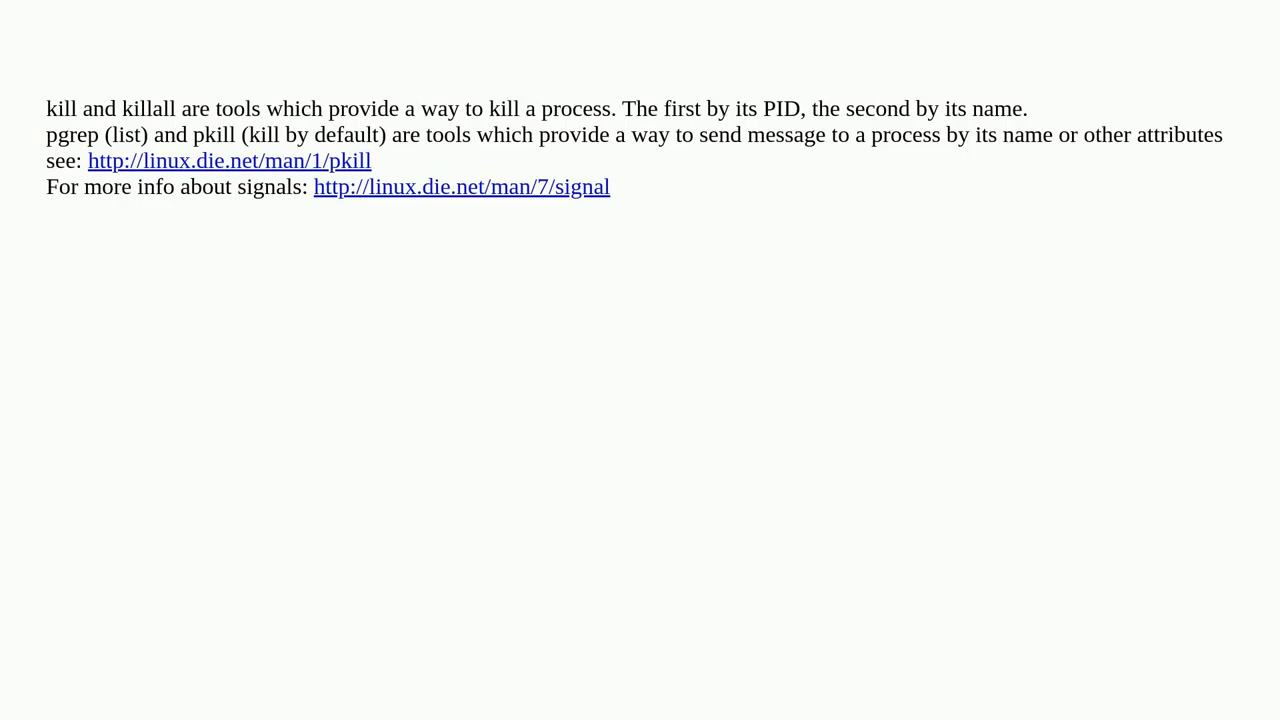 kill and killall are tools which provide a way to kill a process. The first by its PID, the second by its name.
pgrep (list) and pkill (kill by default) are tools which provide a way to send message to a process by its name or other attributes
see: http://linux.die.net/man/1/pkill
For more info about signals: http://linux.die.net/man/7/signal